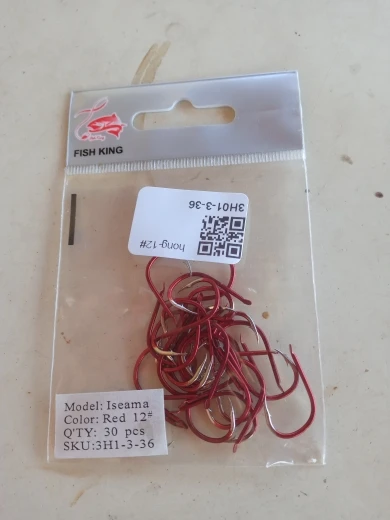 FISH KING
3H01-3-36
hong-12#
Model: Iseama
Color: Red 12#
Q'TY: 30 pcs
SKU:3H1-3-36